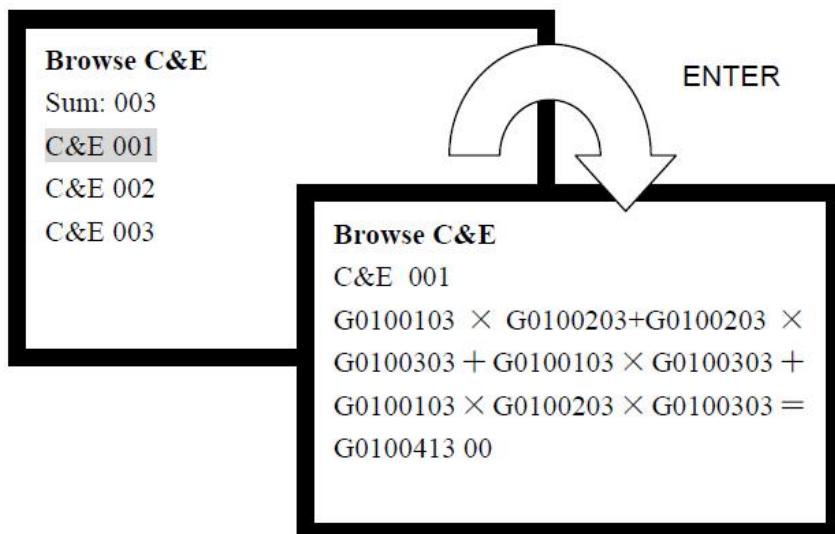 Browse C&E
Sum: 003
C&E 001
C&E 002
C&E 003
ENTER
Browse C&E
C&E 001
G0100103 × G0100203+G0100203 ×
G0100303 + G0100103 × G0100303 +
G0100103 × G0100203 × G0100303 =
G0100413 00